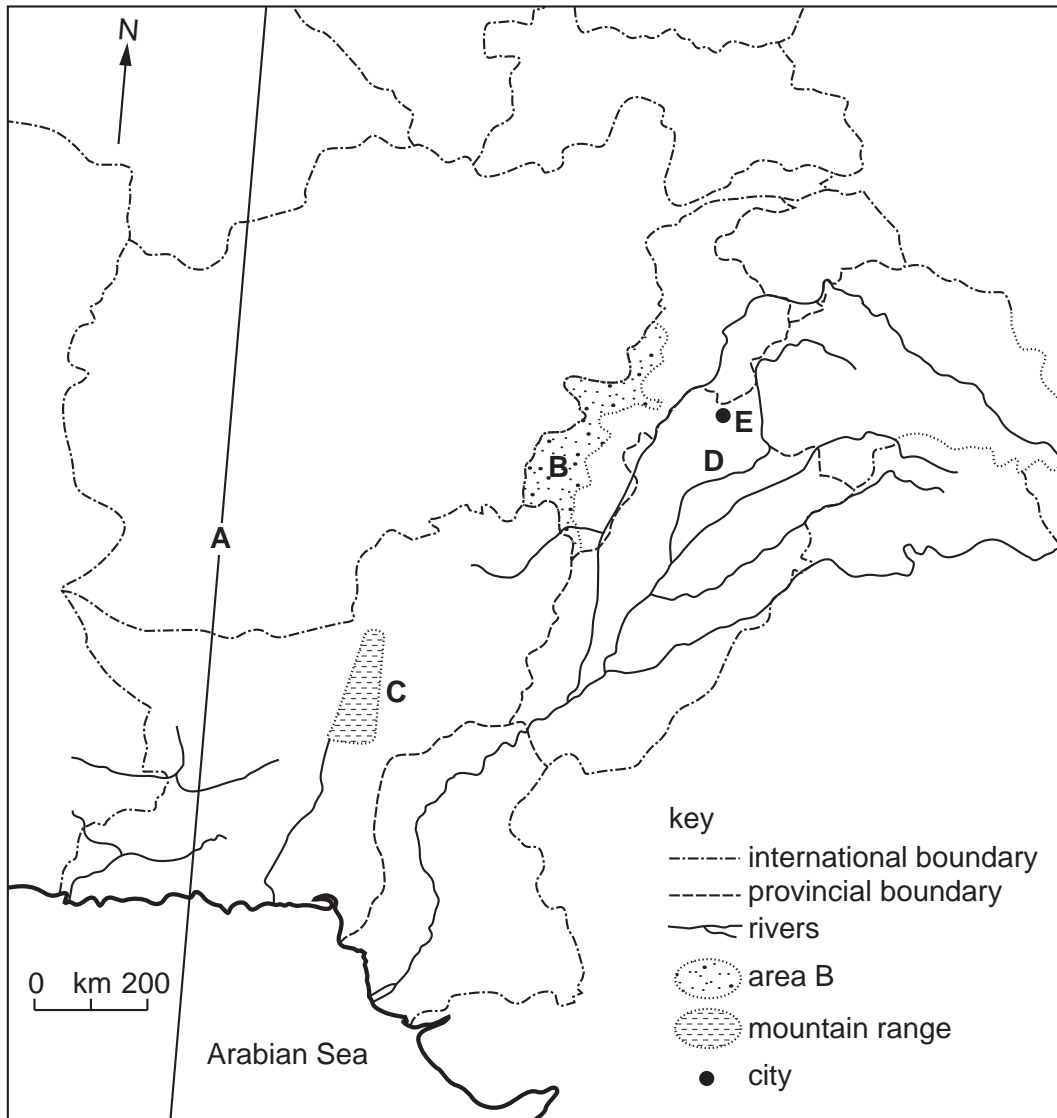 N
E
D
B
A
C
key
international boundary
provincial boundary
rivers
area B
mountain range
city
0 km 200
Arabian Sea